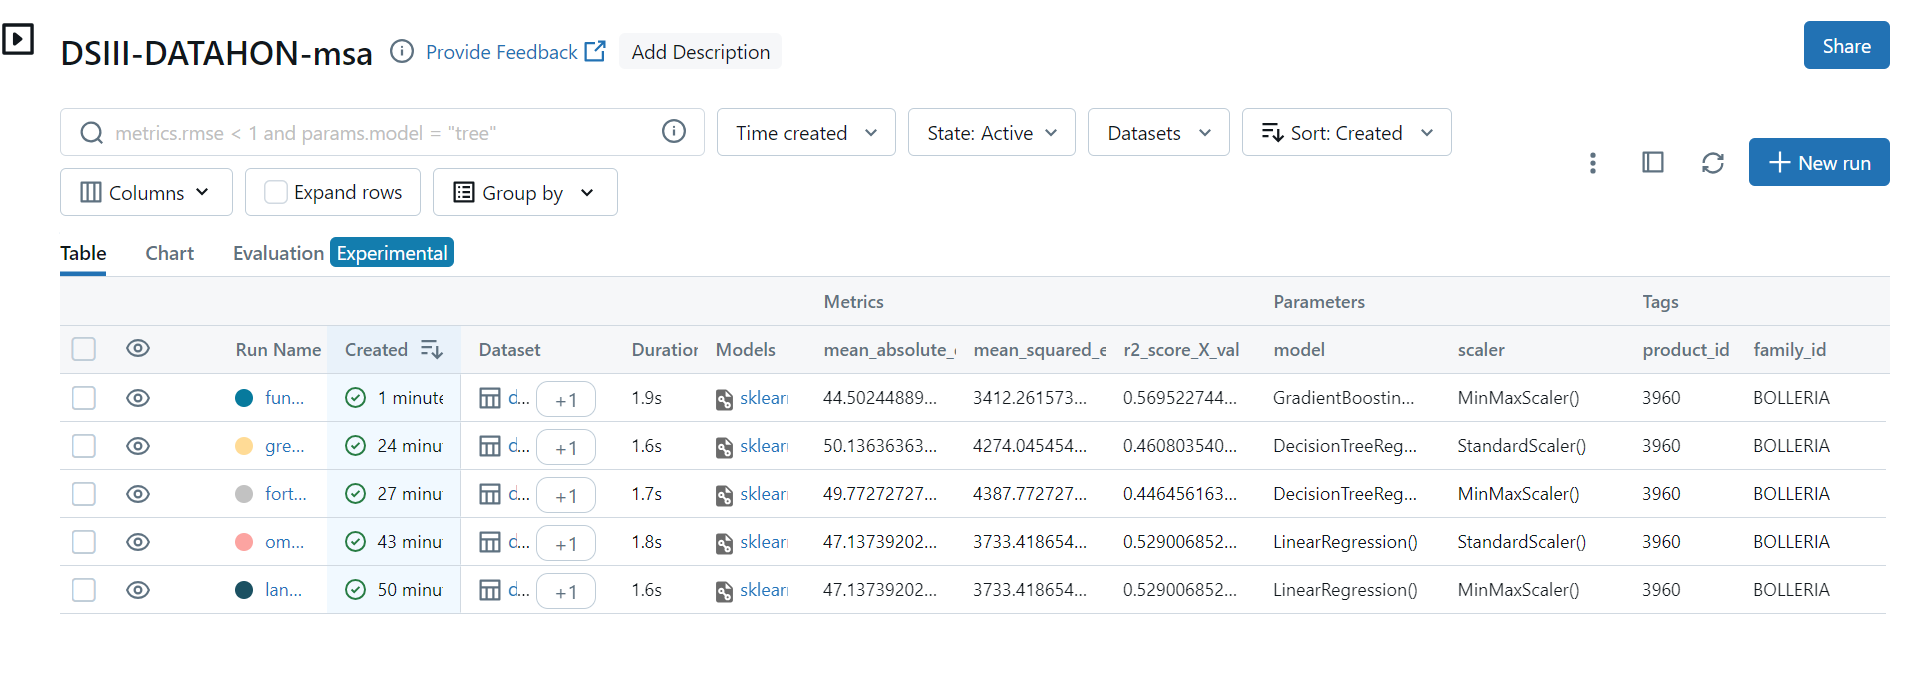 DSIII-DATAHON-msa Provide Feedback Add Description Share
metrics.rmse < 1 and params.model = "tree" Time created State: Active Datasets Sort: Created
Columns Expand rows Group by New run
Table Chart Evaluation Experimental
Metrics Parameters Tags
Run Name Created Dataset Duration Models mean_absolute_ mean_squared_e r2_score_X_val model scaler product_id family_id
fun... 1 minute d... +1 1.9s sklearn 44.50244889... 3412.261573... 0.569522744... GradientBoostin... MinMaxScaler() 3960 BOLLERIA
gre... 24 minu d... +1 1.6s sklearn 50.13636363... 4274.045454... 0.460803540... DecisionTreeReg... StandardScaler() 3960 BOLLERIA
fort... 27 minu d... +1 1.7s sklearn 49.77272727... 4387.772727... 0.446456163... DecisionTreeReg... MinMaxScaler() 3960 BOLLERIA
om... 43 minu d... +1 1.8s sklearn 47.13739202... 3733.418654... 0.529006852... LinearRegression() StandardScaler() 3960 BOLLERIA
lan... 50 minu d... +1 1.6s sklearn 47.13739202... 3733.418654... 0.529006852... LinearRegression() MinMaxScaler() 3960 BOLLERIA